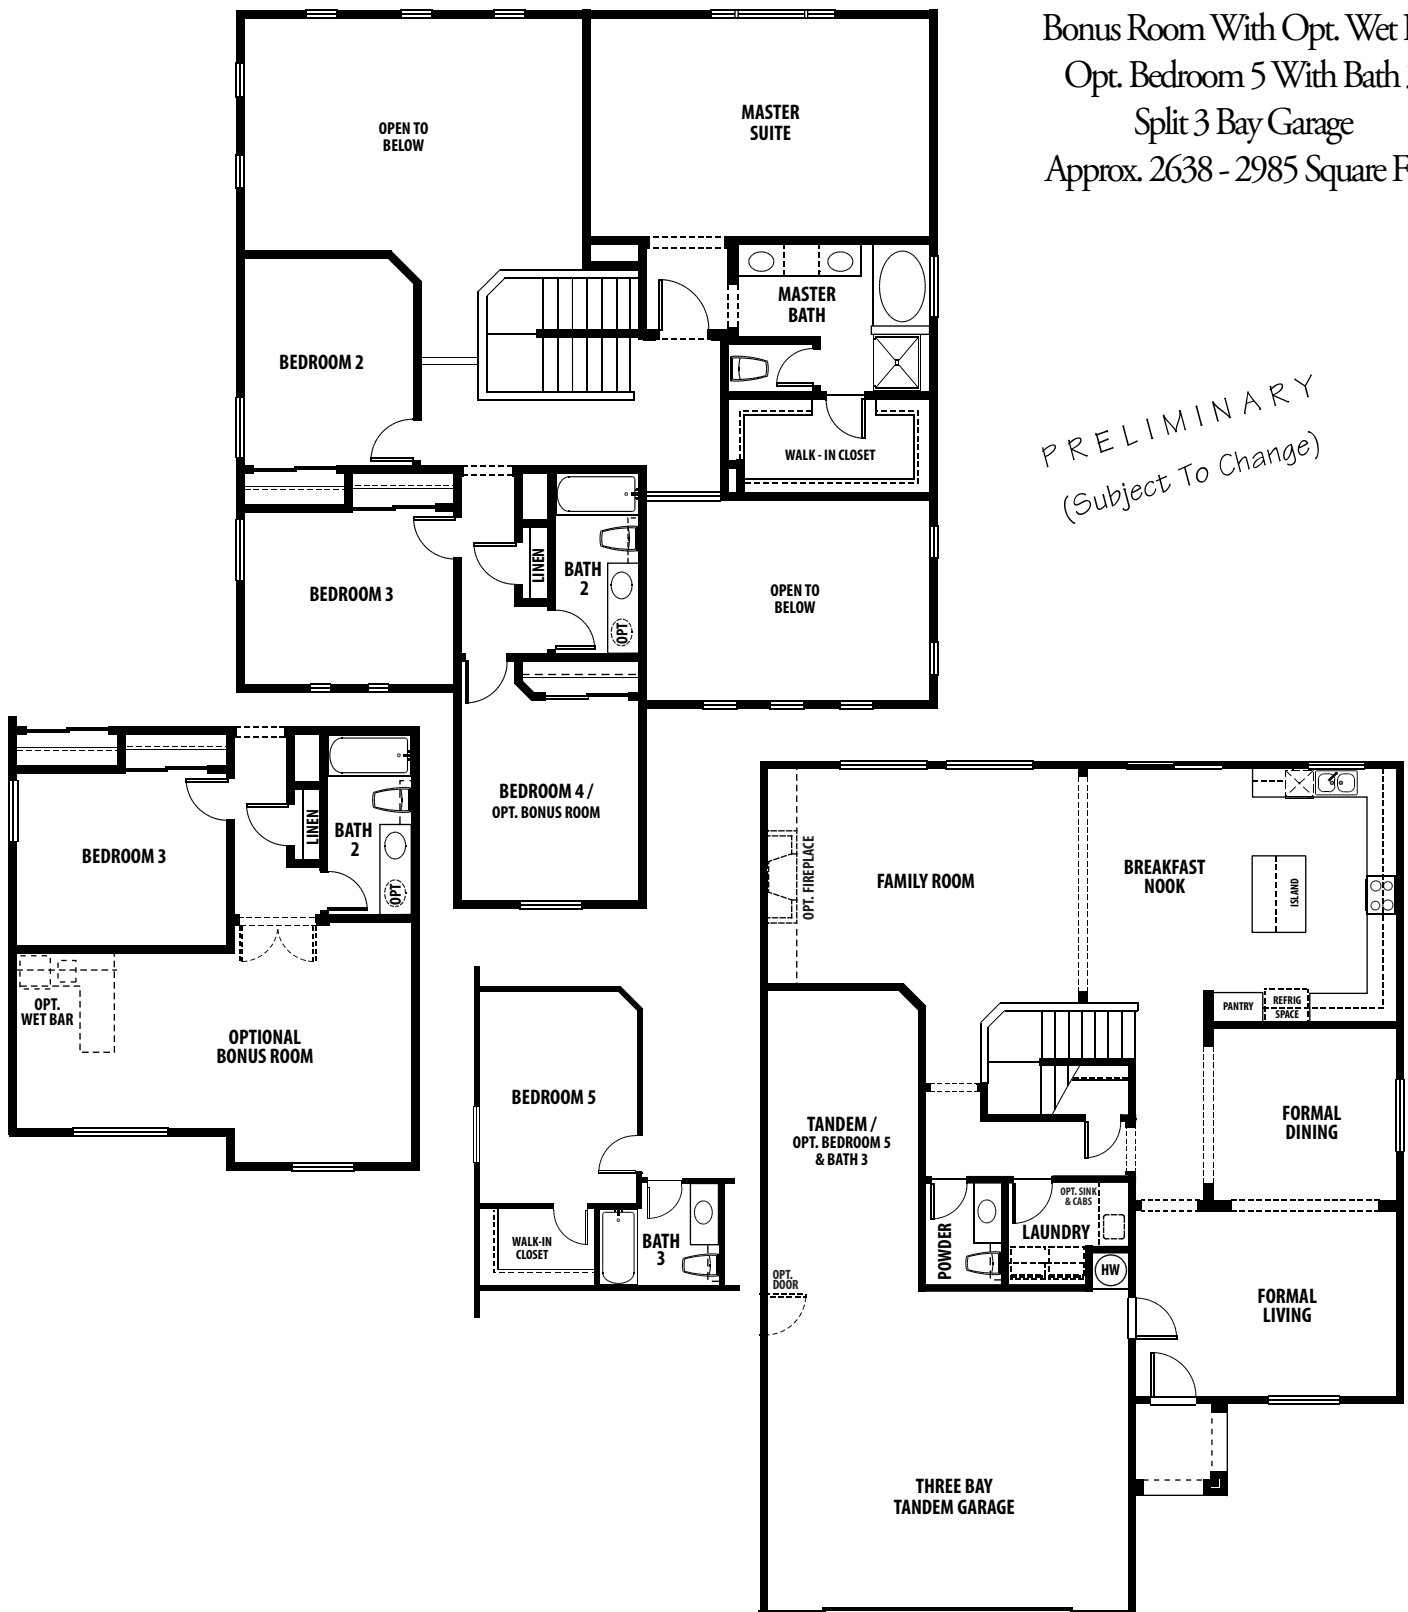 Bonus Room With Opt. Wet
Opt. Bedroom 5 With Bath
Split 3 Bay Garage
Approx. 2638 - 2985 Square
PRELIMINARY
(Subject To Change)
OPEN TO
BELOW
MASTER
SUITE
MASTER
BATH
BEDROOM 2
WALK - IN CLOSET
BEDROOM 3
LINEN
BATH
2
OPT
OPEN TO
BELOW
BEDROOM 4 /
OPT. BONUS ROOM
BEDROOM 3
LINEN
BATH
2
OPT
OPT.
WET BAR
OPTIONAL
BONUS ROOM
BEDROOM 5
WALK-IN
CLOSET
BATH
3
OPT. FIREPLACE
FAMILY ROOM
BREAKFAST
NOOK
ISLAND
PANTRY
REFRIG
SPACE
TANDEM /
OPT. BEDROOM 5
& BATH 3
FORMAL
DINING
OPT. SINK
& CABS
POWDER
LAUNDRY
HW
OPT.
DOOR
FORMAL
LIVING
THREE BAY
TANDEM GARAGE